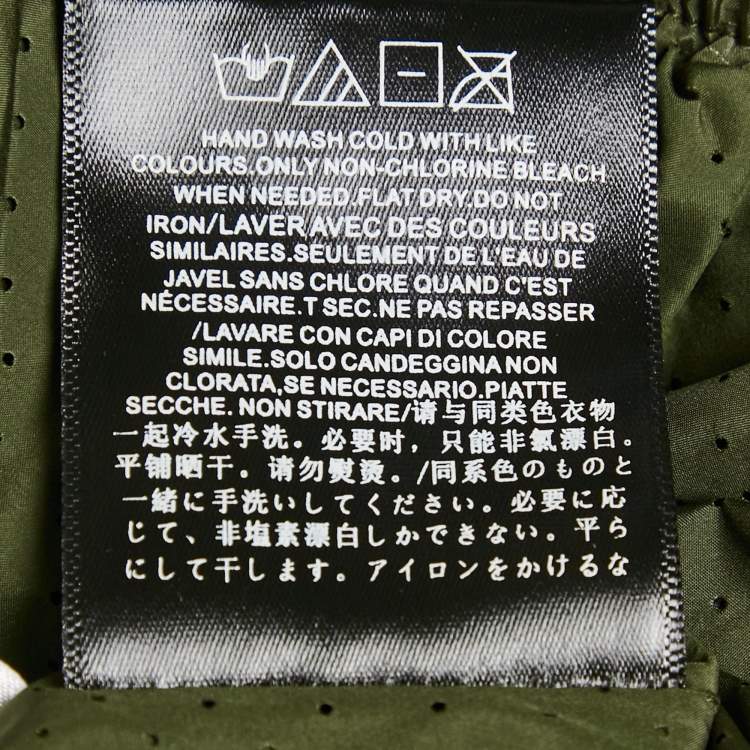 HAND WASH COLD WITH LIKE
COLOURS.ONLY NON-CHLORINE BLEACH
WHEN NEEDED.FLAT DRY.DO NOT
IRON/LAVER AVEC DES COULEURS
SIMILAIRES.SEULEMENT DE L'EAU DE
JAVEL SANS CHLORE QUAND C'EST
NÉCESSAIRE.T SEC.NE PAS REPASSER
/LAVARE CON CAPI DI COLORE
SIMILE.SOLO CANDEGGINA NON
CLORATA,SE NECESSARIO.PIATTE
SECCHE. NON STIRARE/请与同类色衣物
一起冷水手洗。必要时，只能非氯漂白。
平铺晒干。请勿熨烫。/同系色のものと
一緒に手洗いしてください。必要に応
じて、非塩素漂白しかできない。平ら
にして干します。アイロンをかけるな